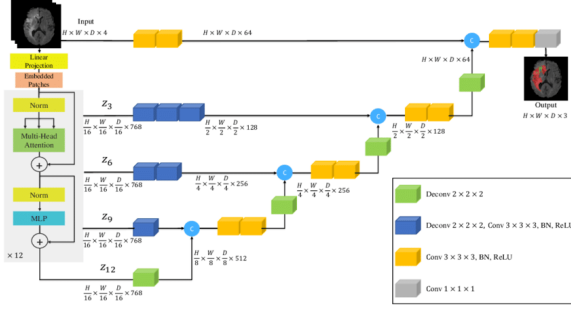 Input
H × W × D × 4
H × W × D × 64
C
H × W × D × 64
Output
H × W × D × 3
Linear
Projection
Embedded
Patches
Norm
Multi-Head
Attention
+
Norm
MLP
+
× 12
Z3
H/16 × W/16 × D/16 × 768
H/2 × W/2 × D/2 × 128
C
H/2 × W/2 × D/2 × 128
Z6
H/16 × W/16 × D/16 × 768
H/4 × W/4 × D/4 × 256
C
H/4 × W/4 × D/4 × 256
Z9
H/16 × W/16 × D/16 × 768
C
H/8 × W/8 × D/8 × 512
Z12
H/16 × W/16 × D/16 × 768
Deconv 2 × 2 × 2
Deconv 2 × 2 × 2, Conv 3 × 3 × 3, BN, ReLU
Conv 3 × 3 × 3, BN, ReLU
Conv 1 × 1 × 1